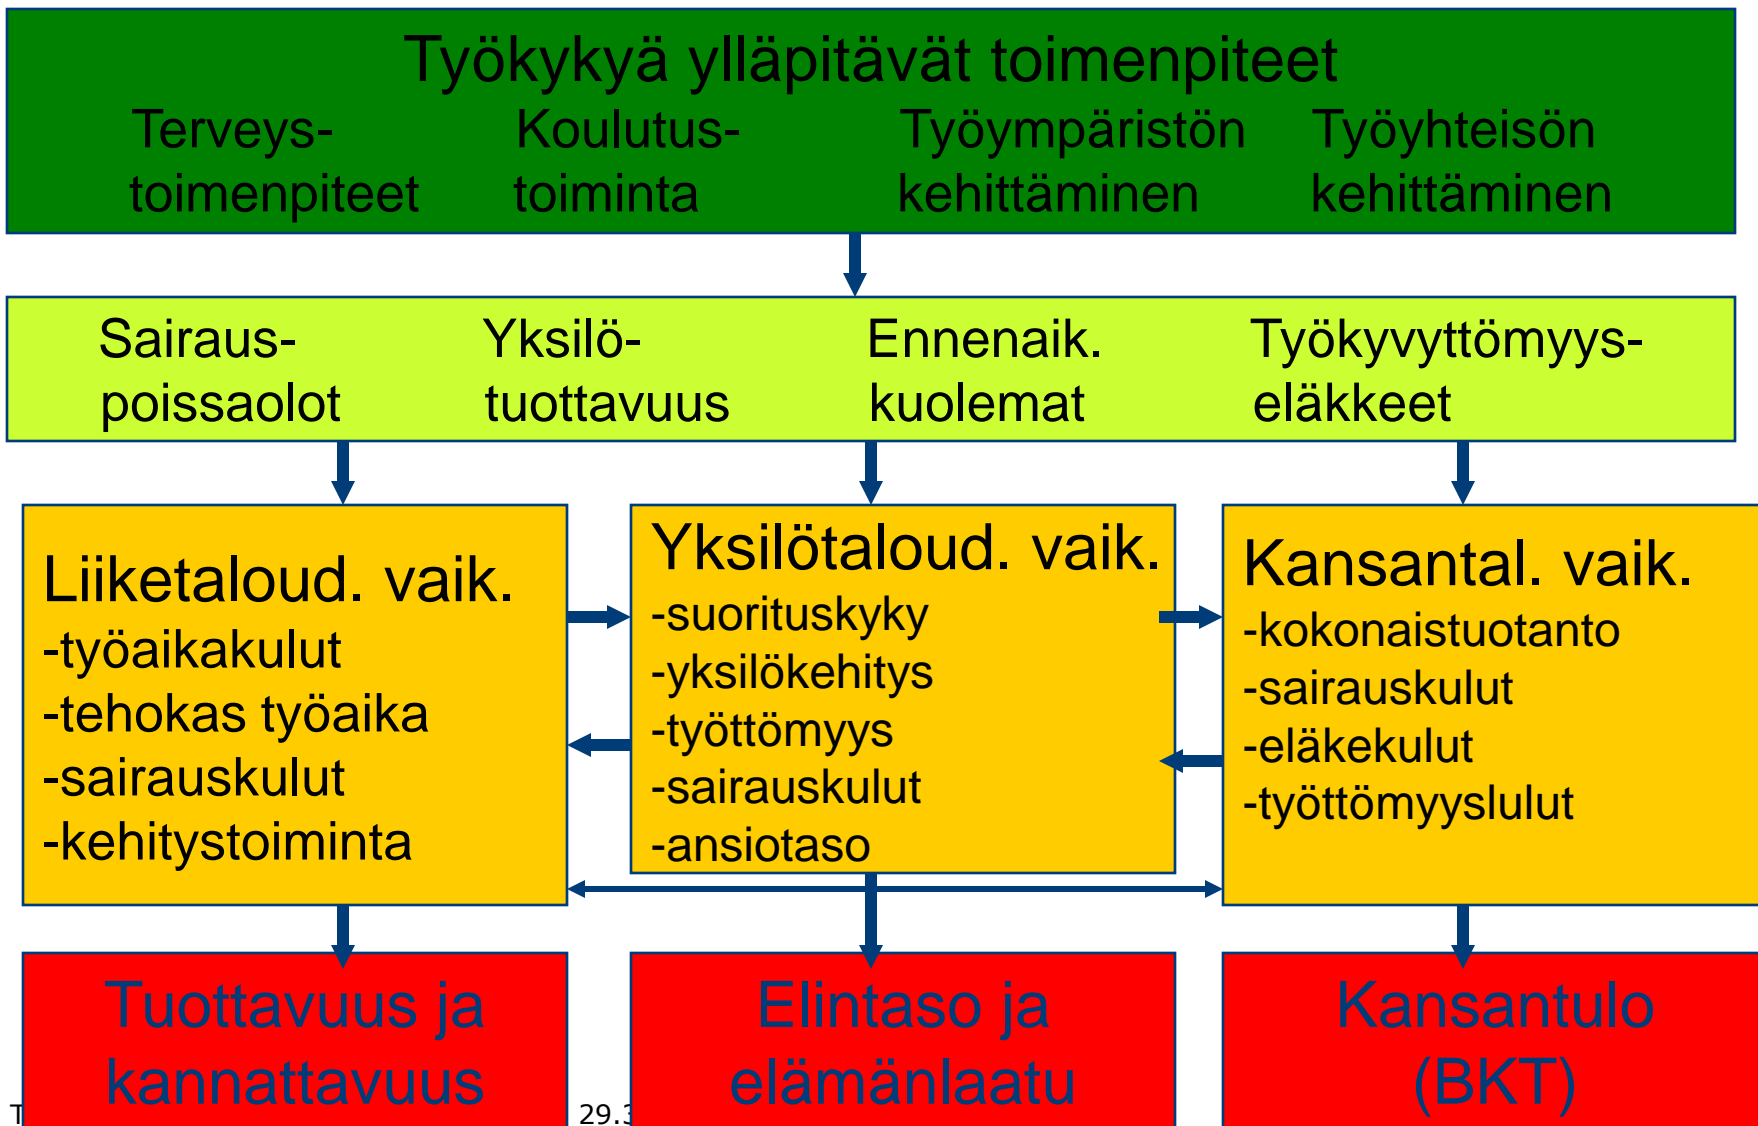 Työkykyä ylläpitävät toimenpiteet
Terveys-
toimenpiteet
Koulutus-
toiminta
Työympäristön
kehittäminen
Työyhteisön
kehittäminen
Sairaus-
poissaolot
Yksilö-
tuottavuus
Ennenaik.
kuolemat
Työkyvyttömyys-
eläkkeet
Liiketaloud. vaik.
-työaikakulut
-tehokas työaika
-sairauskulut
-kehitystoiminta
Yksilötaloud. vaik.
-suorituskyky
-yksilökehitys
-työttömyys
-sairauskulut
-ansiotaso
Kansantal. vaik.
-kokonaistuotanto
-sairauskulut
-eläkekulut
-työttömyyslulut
Tuottavuus ja
kannattavuus
Elintaso ja
elämänlaatu
Kansantulo
(BKT)